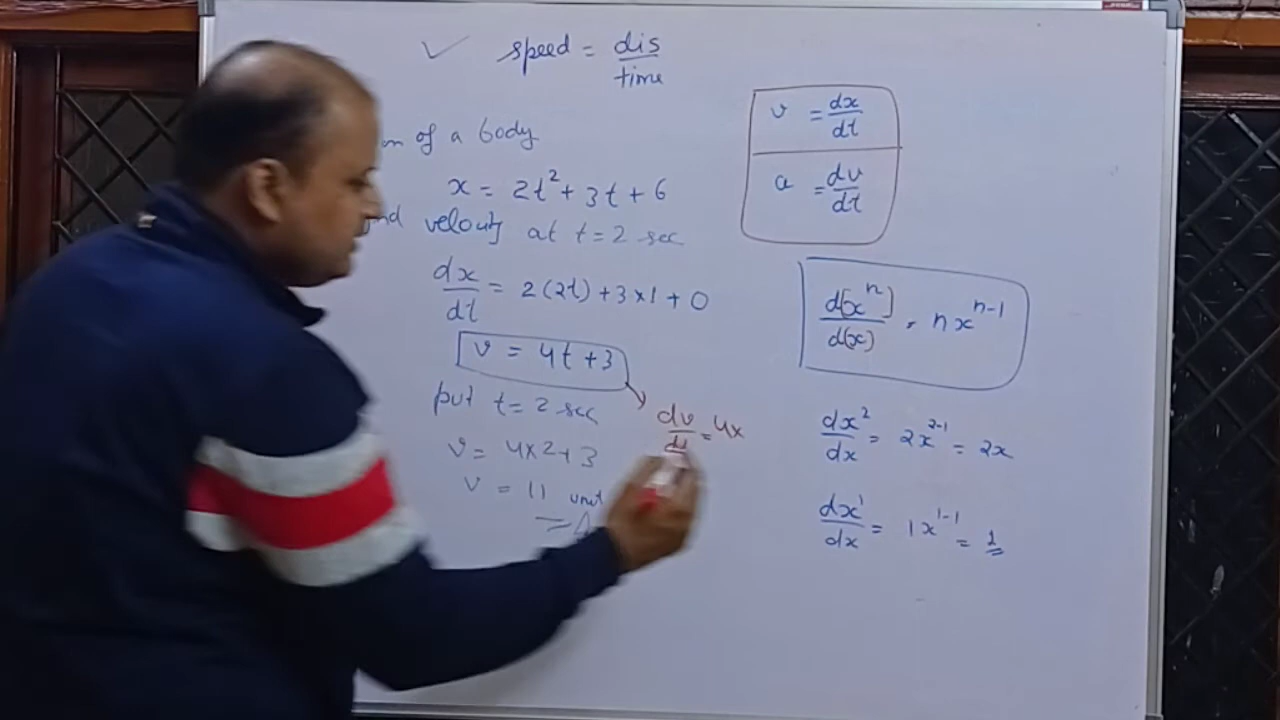 ✓ speed = dis/time
of a body
x = 2t² + 3t + 6
velouty at t = 2 sec
dx/dt = 2(2t) + 3×1 + 0
v = 4t + 3
put t = 2 sec
v = 4×2 + 3
v = 11 unit
dv/dt = 4×
v = dx/dt
a = dv/dt
d[xⁿ]/d(x) = nxⁿ⁻¹
dx²/dx = 2x²⁻¹ = 2x
dx¹/dx = 1x¹⁻¹ = 1